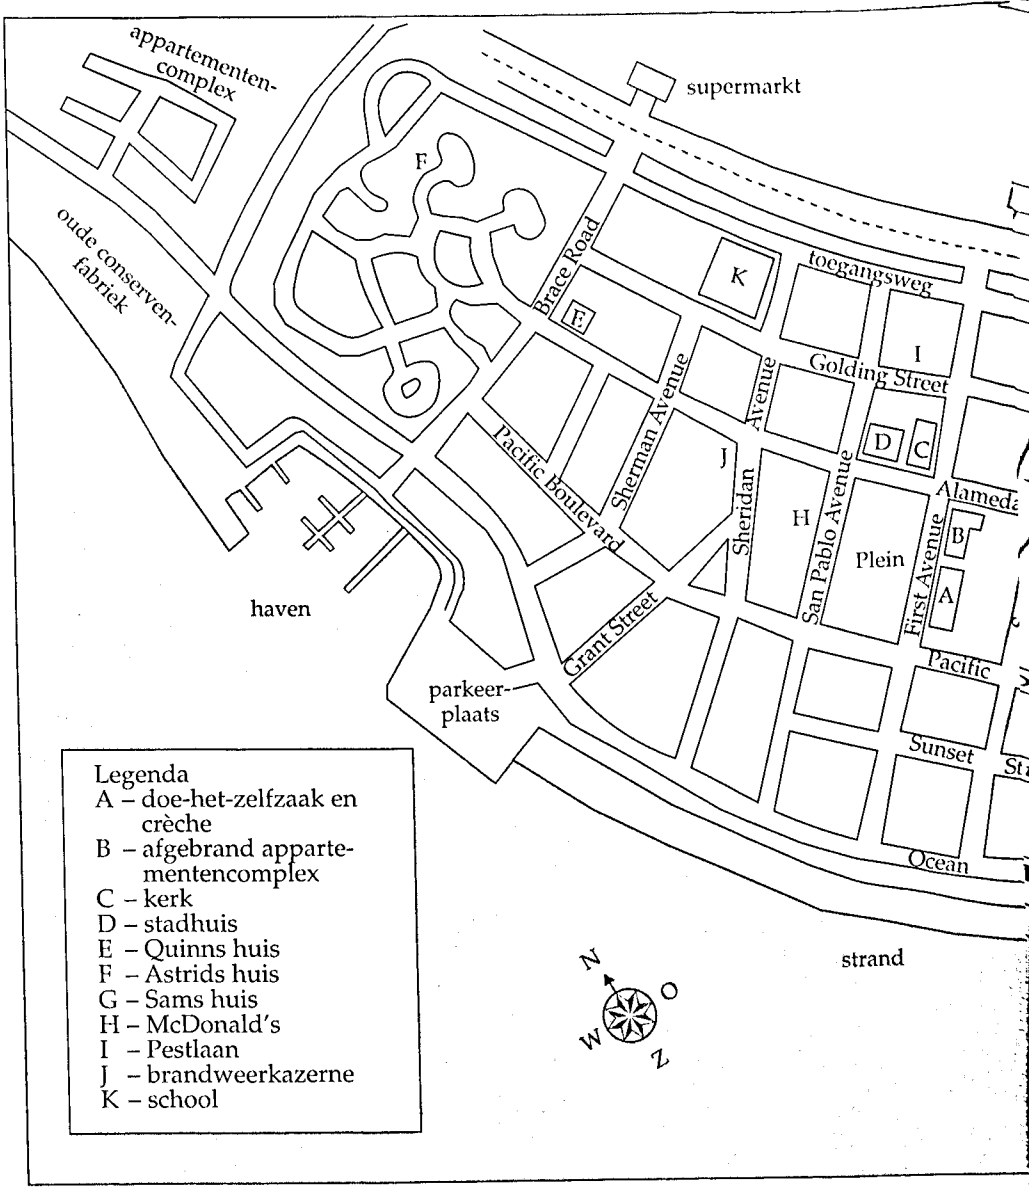 appartementen-
complex
supermarkt
F
oude conserven-
fabriek
Brace Road
K
toegangsweg
E
I
Golding Street
Sherman Avenue
Avenue
Pacific Boulevard
J
D
C
Alameda
Sheridan
H
San Pablo Avenue
Plein
First Avenue
B
A
haven
Grant Street
Pacific
parkeer-
plaats
Sunset
Ocean
strand
Legenda
A – doe-het-zelfzaak en
crèche
B – afgebrand apparte-
mentencomplex
C – kerk
D – stadhuis
E – Quinns huis
F – Astrids huis
G – Sams huis
H – McDonald's
I – Pestlaan
J – brandweerkazerne
K – school
N
O
W
Z